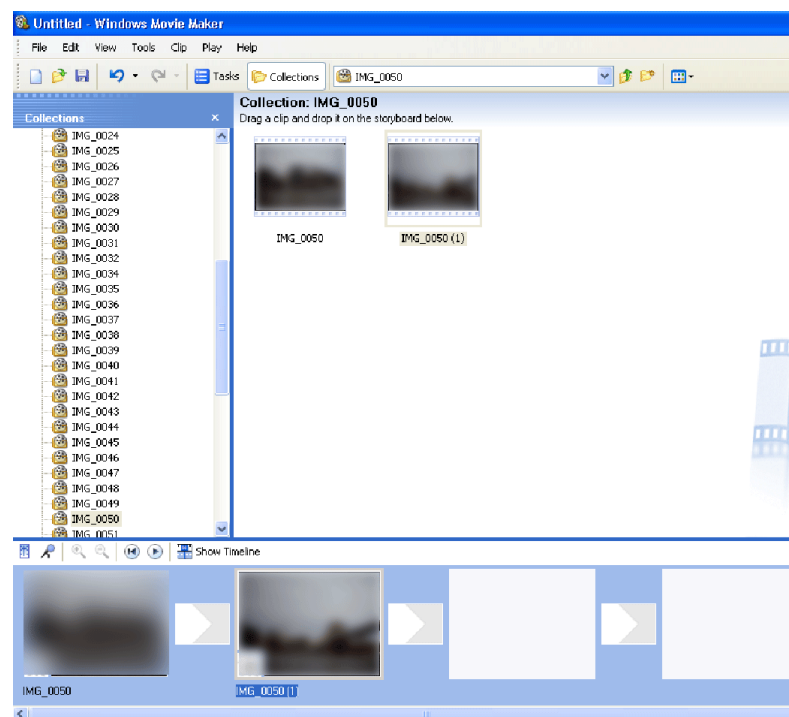 Untitled - Windows Movie Maker
File Edit View Tools Clip Play Help
Tasks Collections IMG_0050
Collections ×
Collection: IMG_0050
Drag a clip and drop it on the storyboard below.
IMG_0024
IMG_0025
IMG_0026
IMG_0027
IMG_0028
IMG_0029
IMG_0030
IMG_0031
IMG_0032
IMG_0034
IMG_0035
IMG_0036
IMG_0037
IMG_0038
IMG_0039
IMG_0040
IMG_0041
IMG_0042
IMG_0043
IMG_0044
IMG_0045
IMG_0046
IMG_0047
IMG_0048
IMG_0049
IMG_0050
IMG_0051
IMG_0050 IMG_0050 (1)
Show Timeline
IMG_0050 IMG_0050 (1)